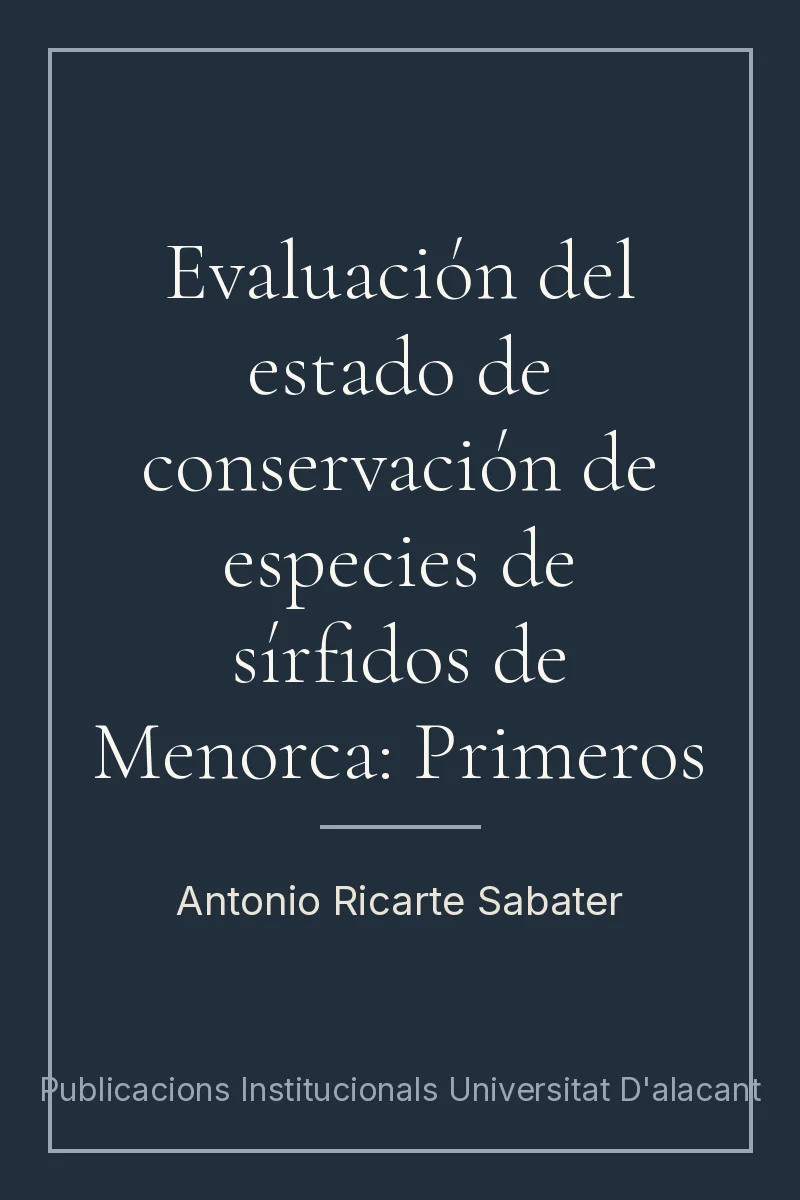 Evaluación del
estado de
conservación de
especies de
sírfidos de
Menorca: Primeros
Antonio Ricarte Sabater
Publicacions Institucionals Universitat D'alacant